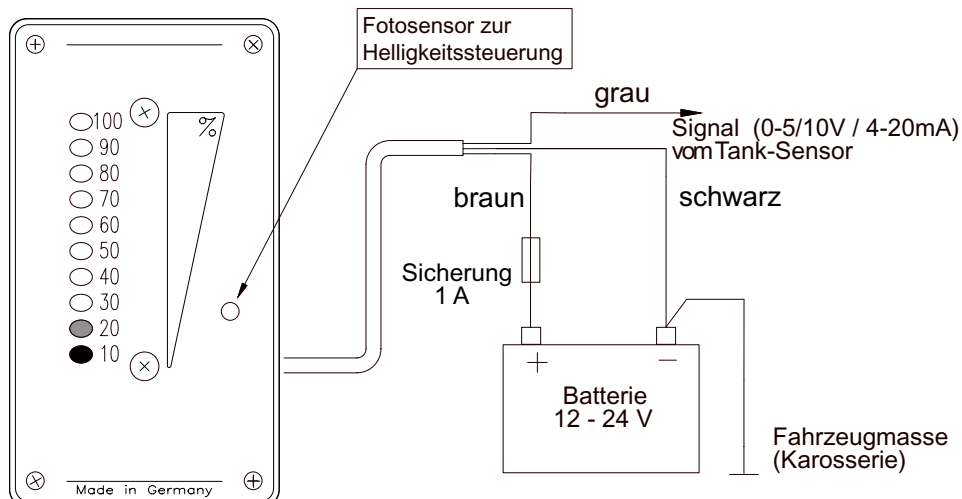 Fotosensor zur
Helligkeitssteuerung
%
100
90
80
70
60
50
40
30
20
10
Made in Germany
grau
Signal (0-5/10V / 4-20mA)
vom Tank-Sensor
braun
schwarz
Sicherung
1 A
+
−
Batterie
12 - 24 V
Fahrzeugmasse
(Karosserie)